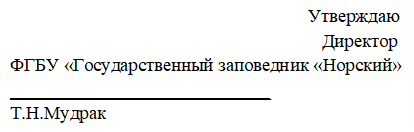 Утверждаю
Директор
ФГБУ «Государственный заповедник «Норский»
Т.Н.Мудрак